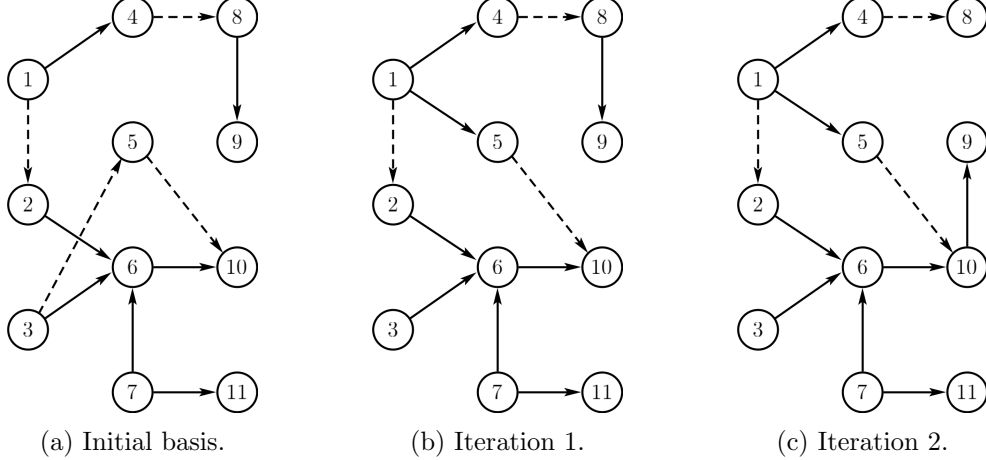 4 8 4 8 4 8
1 1 1
5 9 5 9 5 9
2 2 2
6 10 6 10 6 10
3 3 3
7 11 7 11 7 11
(a) Initial basis. (b) Iteration 1. (c) Iteration 2.